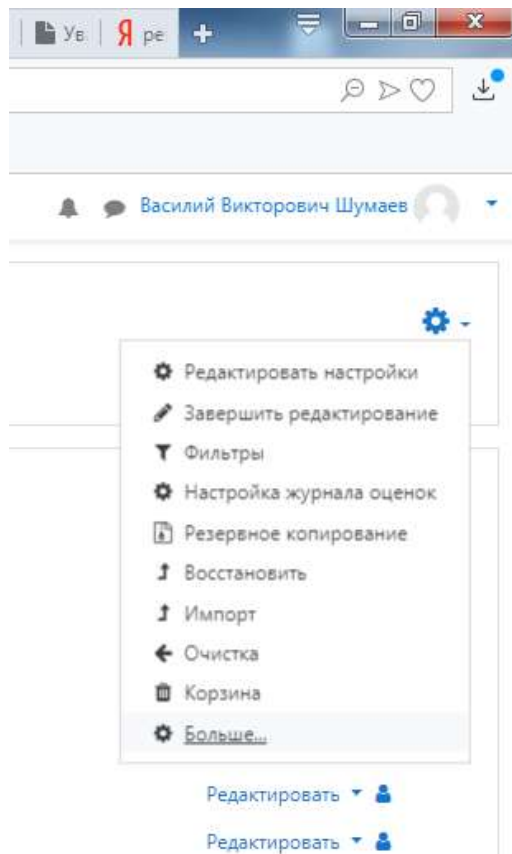 Ув Я ре
Василий Викторович Шумаев
Редактировать настройки
Завершить редактирование
Фильтры
Настройка журнала оценок
Резервное копирование
Восстановить
Импорт
Очистка
Корзина
Больше...
Редактировать
Редактировать